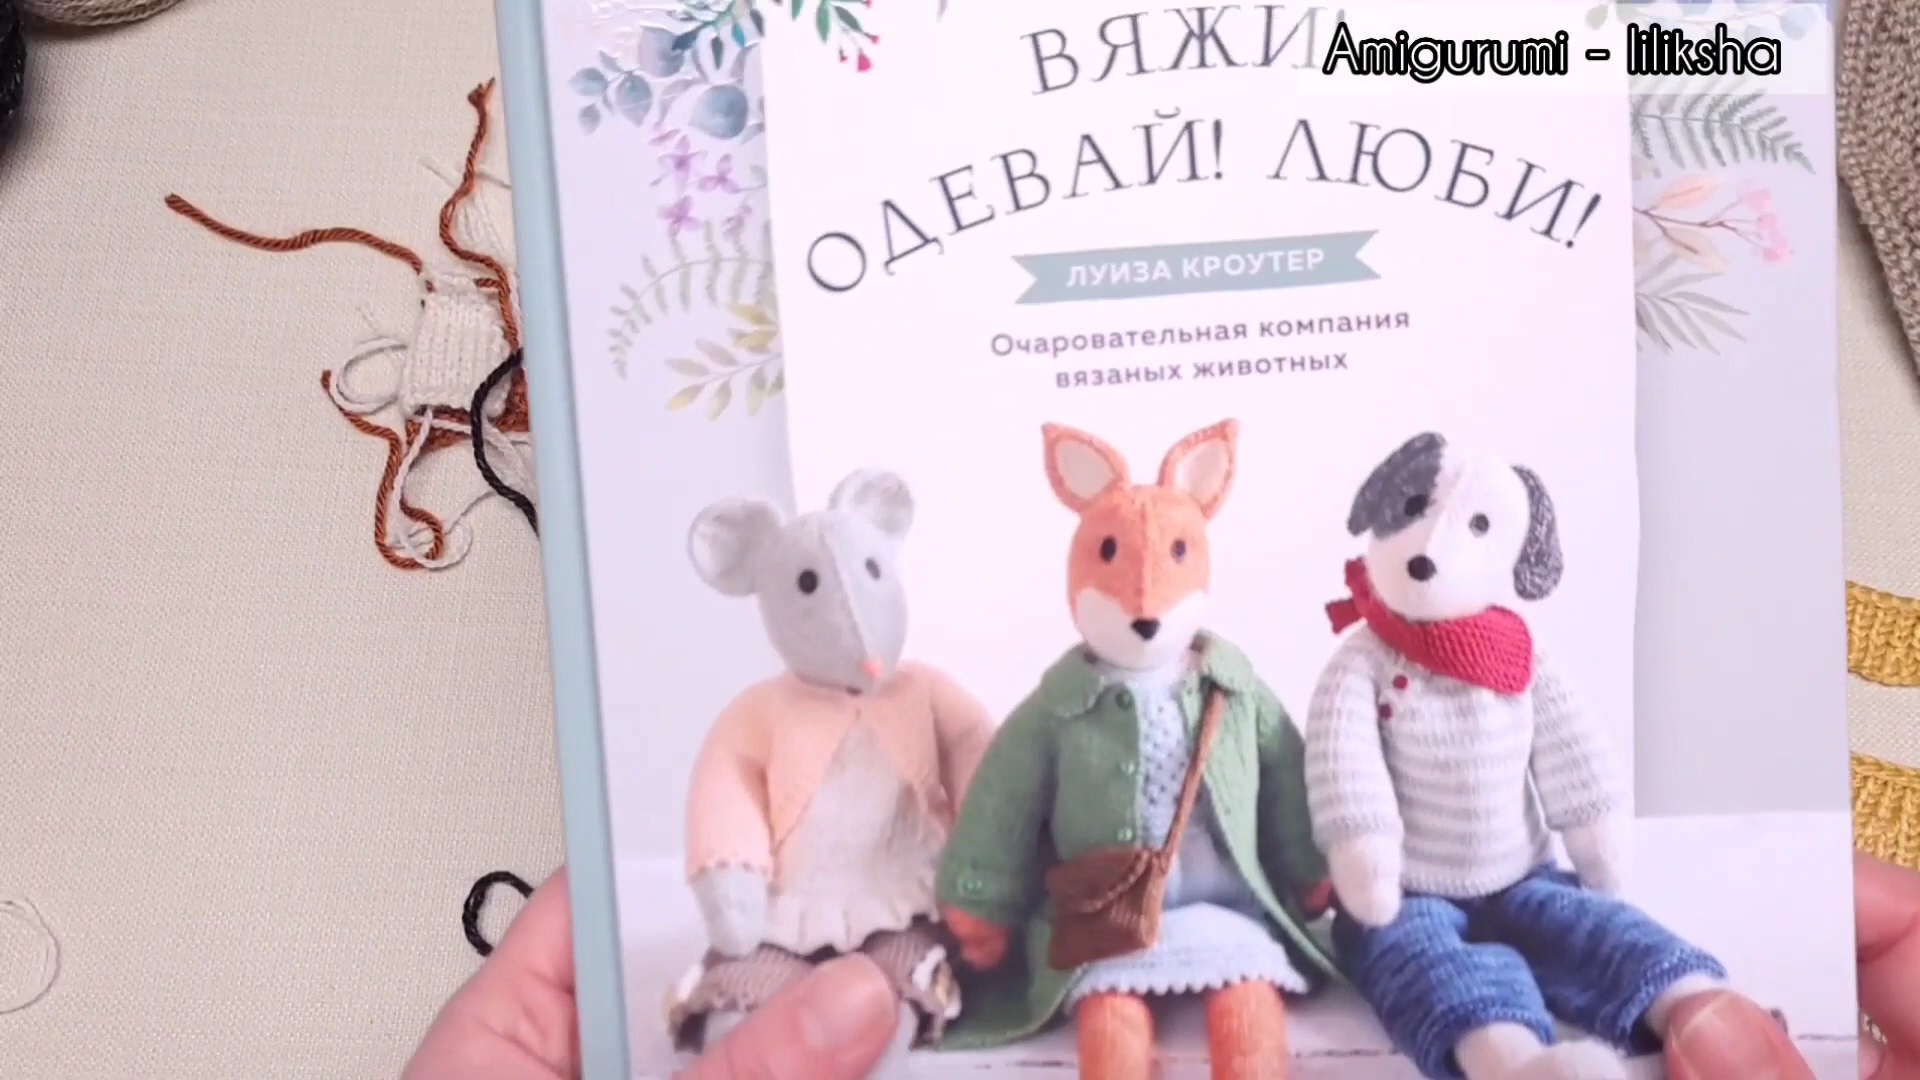 Amigurumi - liliksha
ВЯЖИ!
ОДЕВАЙ! ЛЮБИ!
ЛУИЗА КРОУТЕР
Очаровательная компания
вязаных животных